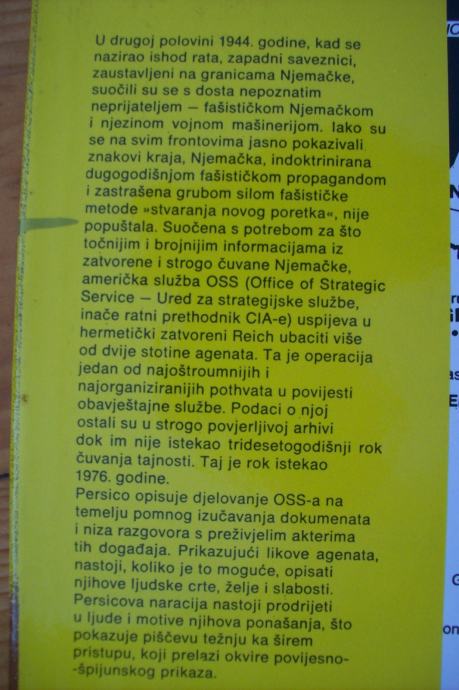 U drugoj polovini 1944. godine, kad se
nazirao ishod rata, zapadni saveznici,
zaustavljeni na granicama Njemačke,
suočili su se s dosta nepoznatim
neprijateljem — fašističkom Njemačkom
i njezinom vojnom mašinerijom. Iako su
se na svim frontovima jasno pokazivali
znakovi kraja, Njemačka, indoktrinirana
dugogodišnjom fašističkom propagandom
i zastrašena grubom silom fašističke
metode »stvaranja novog poretka«, nije
popuštala. Suočena s potrebom za što
točnijim i brojnijim informacijama iz
zatvorene i strogo čuvane Njemačke,
američka služba OSS (Office of Strategic
Service — Ured za strategijske službe,
inače ratni prethodnik CIA-e) uspijeva u
hermetički zatvoreni Reich ubaciti više
od dvije stotine agenata. Ta je operacija
jedan od najoštroumnijih i
najorganiziranijih pothvata u povijesti
obavještajne službe. Podaci o njoj
ostali su u strogo povjerljivoj arhivi
dok im nije istekao tridesetogodišnji rok
čuvanja tajnosti. Taj je rok istekao
1976. godine.
Persico opisuje djelovanje OSS-a na
temelju pomnog izučavanja dokumenata
i niza razgovora s preživjelim akterima
tih događaja. Prikazujući likove agenata,
nastoji, koliko je to moguće, opisati
njihove ljudske crte, želje i slabosti.
Persicova naracija nastoji prodrijeti
u ljude i motive njihova ponašanja, što
pokazuje piščevu težnju ka širem
pristupu, koji prelazi okvire povijesno-
-špijunskog prikaza.